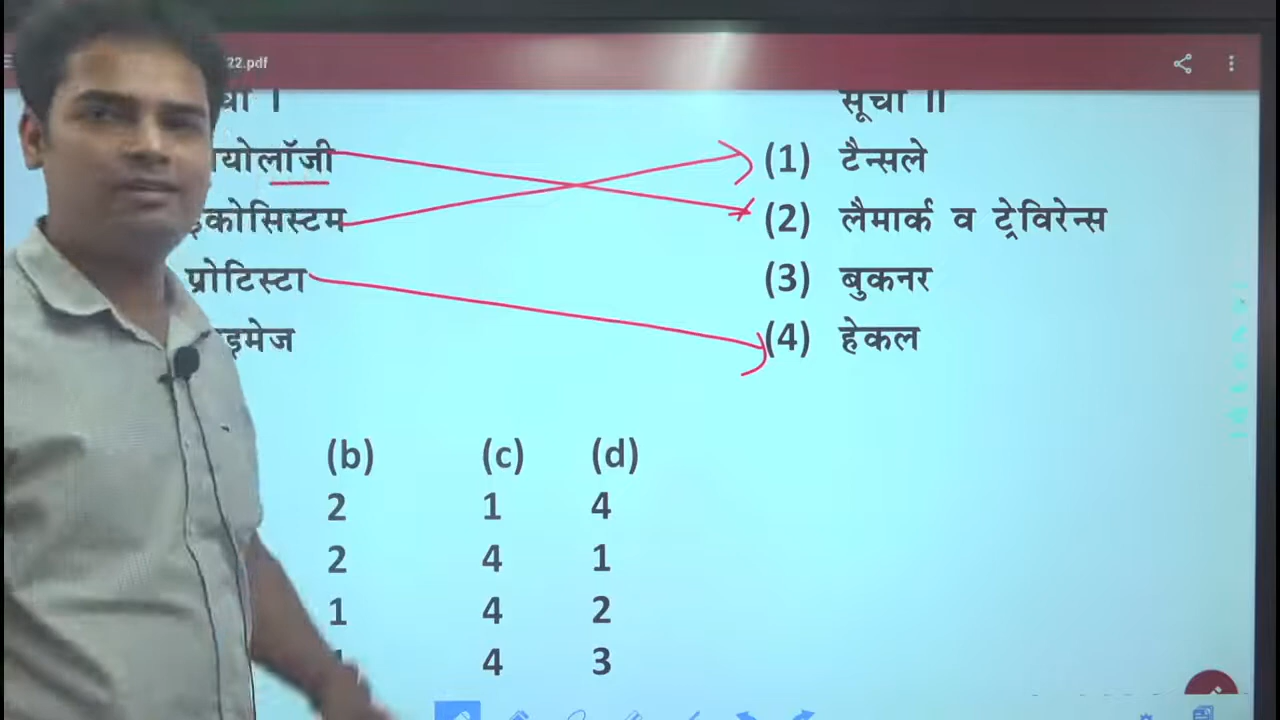 22.pdf
I सूची II
(1) टैन्सले
इकोसिस्टम (2) लैमार्क व ट्रेविरेन्स
प्रोटिस्टा (3) बुकनर
(4) हेकल
(b) (c) (d)
2 1 4
2 4 1
1 4 2
4 3